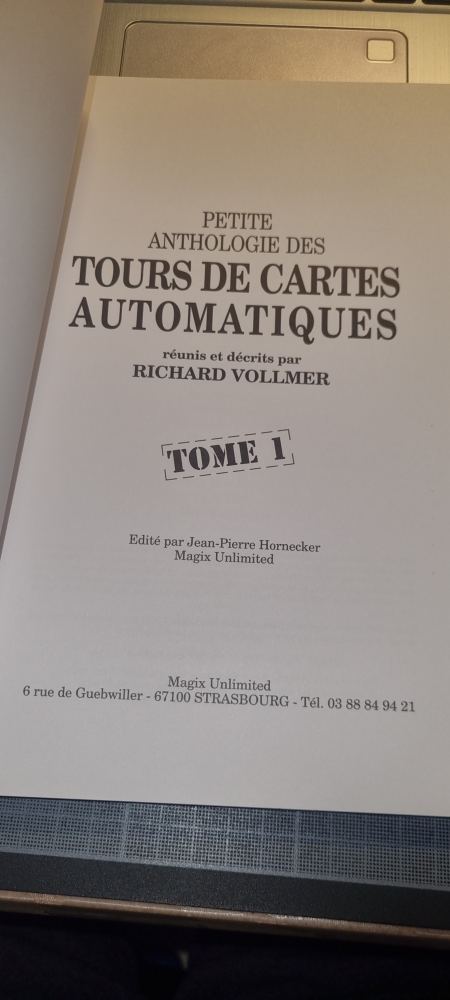 PETITE
ANTHOLOGIE DES
TOURS DE CARTES
AUTOMATIQUES
réunis et décrits par
RICHARD VOLLMER
TOME 1
Edité par Jean-Pierre Hornecker
Magix Unlimited
Magix Unlimited
6 rue de Guebwiller - 67100 STRASBOURG - Tél. 03 88 84 94 21